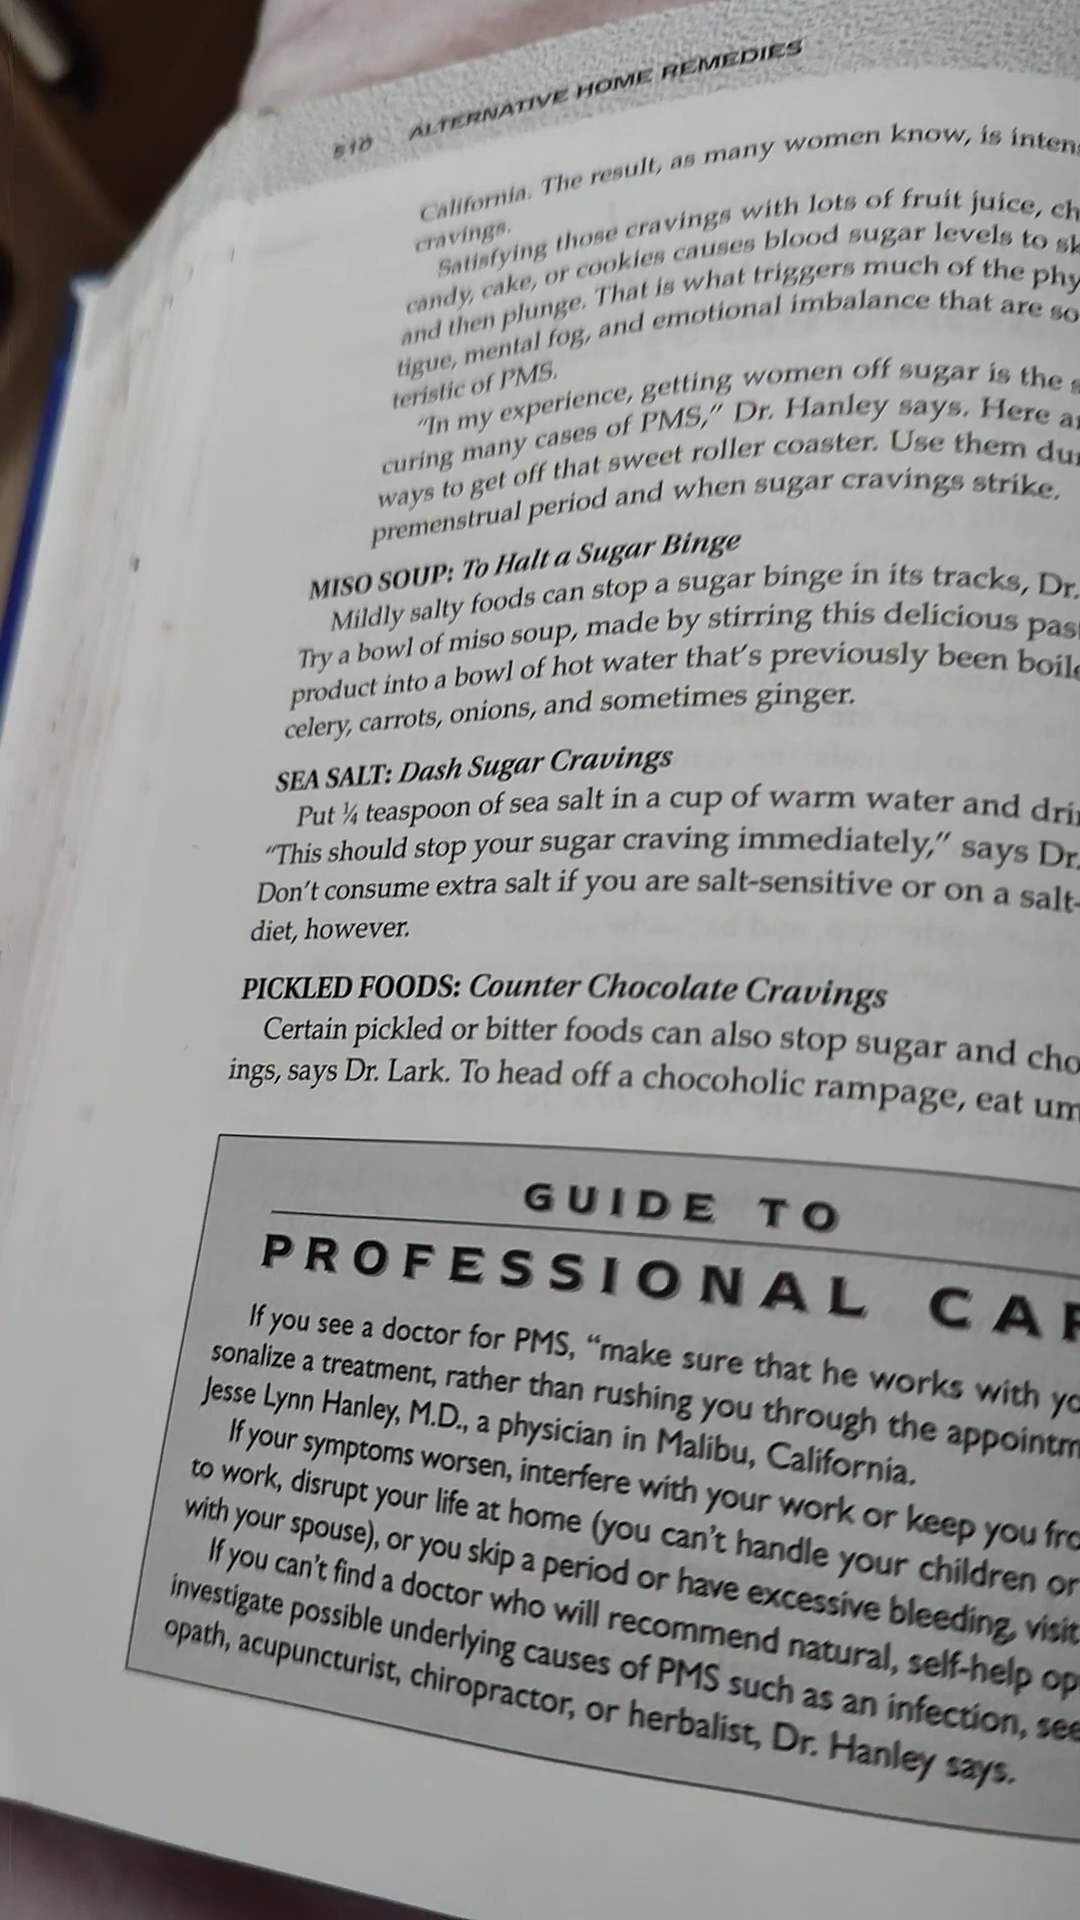 510 ALTERNATIVE HOME REMEDIES
California. The result, as many women know, is intens
cravings.
Satisfying those cravings with lots of fruit juice, ch
candy, cake, or cookies causes blood sugar levels to sk
and then plunge. That is what triggers much of the phy
tigue, mental fog, and emotional imbalance that are so
teristic of PMS.
"In my experience, getting women off sugar is the s
curing many cases of PMS," Dr. Hanley says. Here ar
ways to get off that sweet roller coaster. Use them dur
premenstrual period and when sugar cravings strike.
MISO SOUP: To Halt a Sugar Binge
Mildly salty foods can stop a sugar binge in its tracks, Dr.
Try a bowl of miso soup, made by stirring this delicious past
product into a bowl of hot water that's previously been boile
celery, carrots, onions, and sometimes ginger.
SEA SALT: Dash Sugar Cravings
Put ¼ teaspoon of sea salt in a cup of warm water and drin
"This should stop your sugar craving immediately," says Dr.
Don't consume extra salt if you are salt-sensitive or on a salt-
diet, however.
PICKLED FOODS: Counter Chocolate Cravings
Certain pickled or bitter foods can also stop sugar and cho
ings, says Dr. Lark. To head off a chocoholic rampage, eat um
GUIDE TO
PROFESSIONAL CAR
If you see a doctor for PMS, "make sure that he works with yo
sonalize a treatment, rather than rushing you through the appointm
Jesse Lynn Hanley, M.D., a physician in Malibu, California.
If your symptoms worsen, interfere with your work or keep you fro
to work, disrupt your life at home (you can't handle your children or
with your spouse), or you skip a period or have excessive bleeding, visit
If you can't find a doctor who will recommend natural, self-help op
investigate possible underlying causes of PMS such as an infection, see
opath, acupuncturist, chiropractor, or herbalist, Dr. Hanley says.